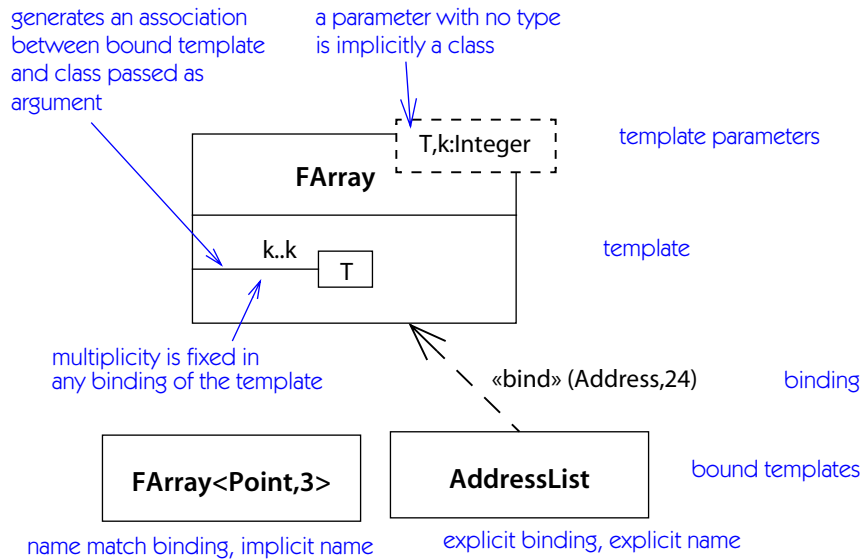 generates an association
between bound template
and class passed as
argument
a parameter with no type
is implicitly a class
T,k:Integer
template parameters
FArray
k..k
T
template
multiplicity is fixed in
any binding of the template
«bind» (Address,24)
binding
FArray<Point,3>
AddressList
bound templates
name match binding, implicit name
explicit binding, explicit name